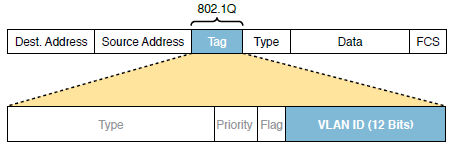 802.1Q
Dest. Address Source Address Tag Type Data FCS
Type Priority Flag VLAN ID (12 Bits)